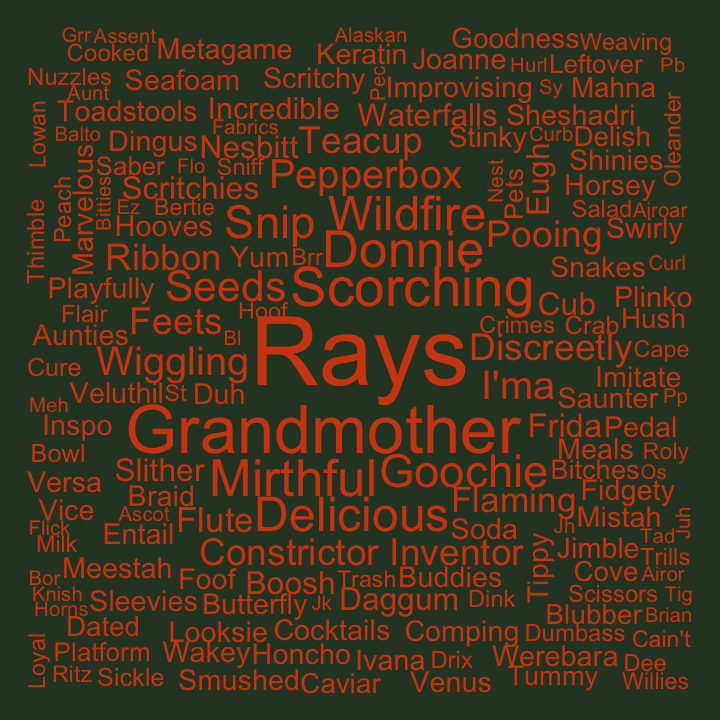 Grr Assent Alaskan Goodness Weaving
Cooked Metagame Keratin Joanne Hurl Leftover Pb
Nuzzles Seafoam Scritchy Pec Improvising Sy Mahna
Aunt Toadstools Incredible Waterfalls Sheshadri Oleander
Lowan Balto Dingus Fabrics Nesbitt Teacup Stinky Curb Delish
Marvelous Saber Flo Sniff Pepperbox Nest Pets Eugh Shinies
Peach Bitties Scritchies Horsey
Thimble Ez Bertie Snip Wildfire Salad Airoar
Hooves Pooing Swirly
Ribbon Yum Brr Donnie Snakes Curl
Playfully Seeds Scorching Cub Plinko
Flair Feets Hoof Crimes Crab Hush
Aunties Bl Rays Discreetly Cape
Cure Wiggling I'ma Imitate
Meh Veluthil St Duh Saunter Pp
Inspo Grandmother Frida Pedal
Bowl Meals Roly
Versa Slither Mirthful Goochie Bitches Os
Vice Braid Flaming Fidgety
Flick Ascot Flute Delicious Soda Jh Mistah Juh
Milk Entail Tad
Meestah Constrictor Inventor Tippy Jimble Trills
Bor Foof Boosh Trash Buddies Cove Airor
Knish Sleevies Scissors Tig
Horns Butterfly Jk Daggum Dink Blubber Brian
Dated Looksie Cocktails Comping Dumbass Cain't
Loyal Platform Wakey Honcho Ivana Drix Werebara Dee
Ritz Sickle Smushed Caviar Venus Tummy Willies